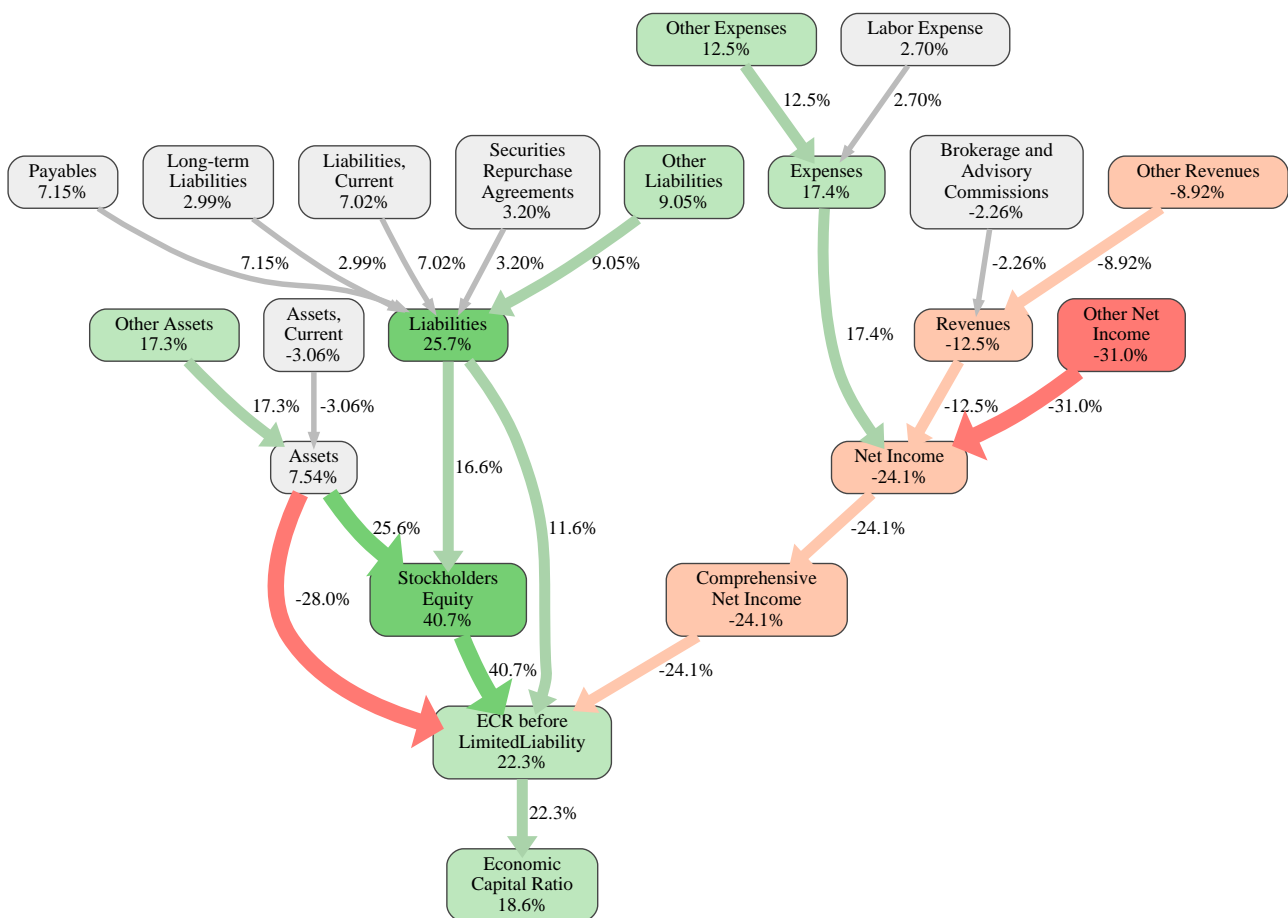 Other Expenses
12.5%
Labor Expense
2.70%
12.5%
2.70%
Payables
7.15%
Long-term
Liabilities
2.99%
Liabilities,
Current
7.02%
Securities
Repurchase
Agreements
3.20%
Other
Liabilities
9.05%
Expenses
17.4%
Brokerage and
Advisory
Commissions
-2.26%
Other Revenues
-8.92%
7.15%
2.99%
7.02%
3.20%
9.05%
-2.26%
-8.92%
Other Assets
17.3%
Assets,
Current
-3.06%
Liabilities
25.7%
17.4%
Revenues
-12.5%
Other Net
Income
-31.0%
17.3%
-3.06%
-12.5%
-31.0%
Assets
7.54%
16.6%
Net Income
-24.1%
25.6%
11.6%
-24.1%
-28.0%
Stockholders
Equity
40.7%
Comprehensive
Net Income
-24.1%
40.7%
-24.1%
ECR before
LimitedLiability
22.3%
22.3%
Economic
Capital Ratio
18.6%